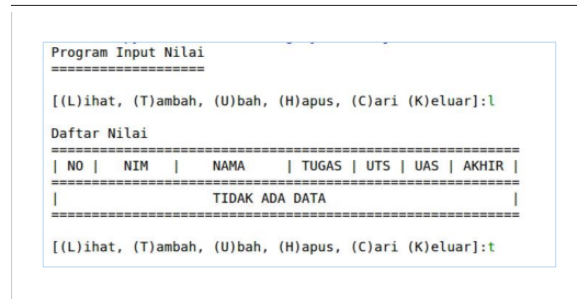 Program Input Nilai
===================
[(L)ihat, (T)ambah, (U)bah, (H)apus, (C)ari (K)eluar]:l
Daftar Nilai
==========================================================
| NO |   NIM   |    NAMA     | TUGAS | UTS | UAS | AKHIR |
==========================================================
|                   TIDAK ADA DATA                       |
==========================================================
[(L)ihat, (T)ambah, (U)bah, (H)apus, (C)ari (K)eluar]:t